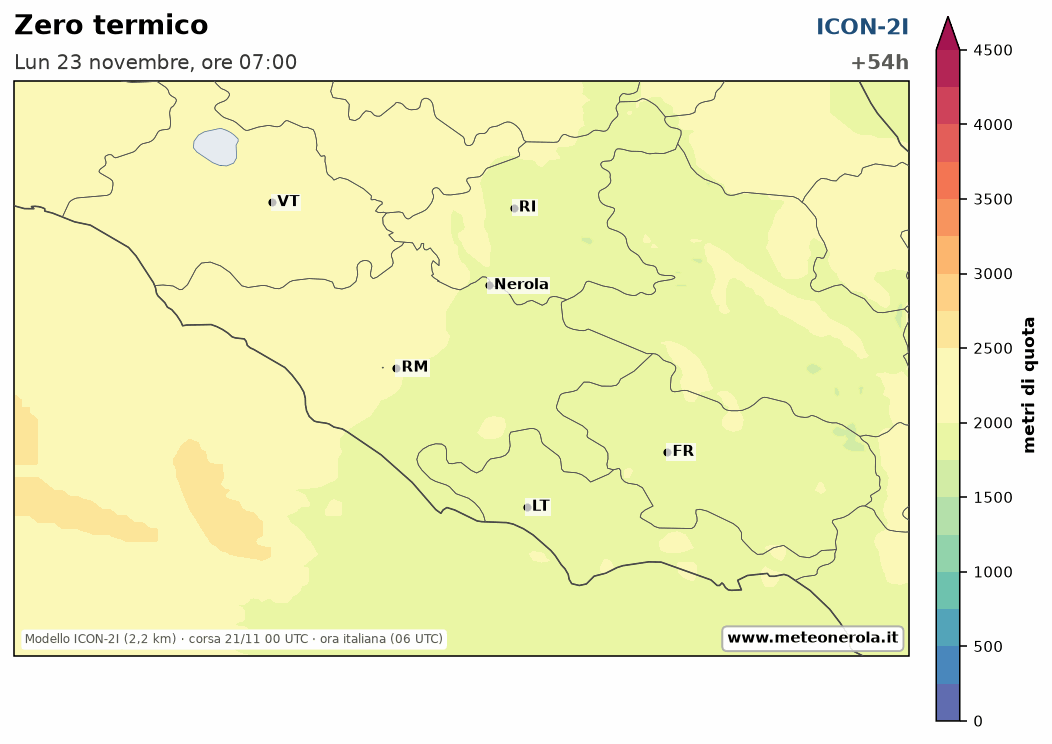 Zero termico
ICON-2I
Lun 23 novembre, ore 07:00
+54h
VT
RI
Nerola
RM
FR
LT
Modello ICON-2I (2,2 km) · corsa 21/11 00 UTC · ora italiana (06 UTC)
www.meteonerola.it
4500
4000
3500
3000
2500
2000
1500
1000
500
0
metri di quota